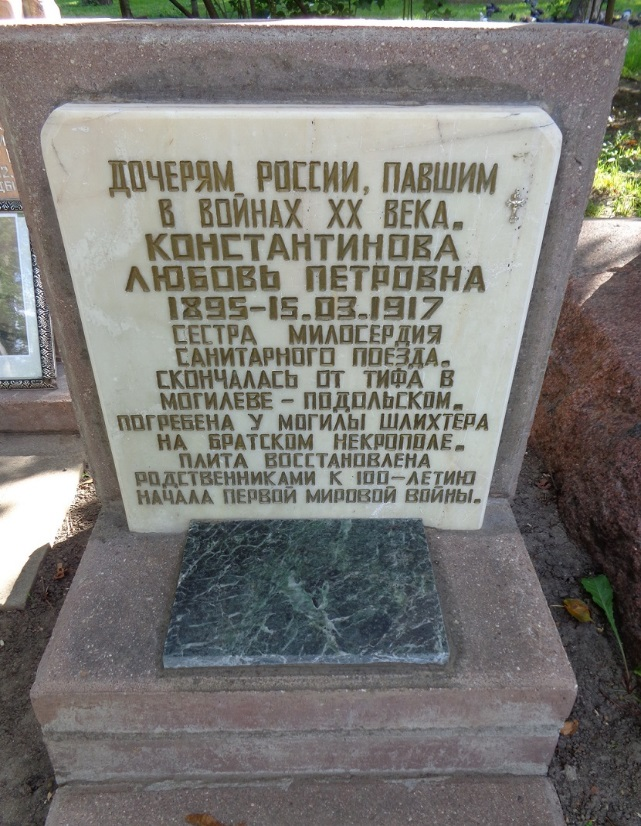 ДОЧЕРЯМ РОССИИ, ПАВШИМ
В ВОЙНАХ XX ВЕКА.
КОНСТАНТИНОВА
ЛЮБОВЬ ПЕТРОВНА
1895-15.03.1917
СЕСТРА МИЛОСЕРДИЯ
САНИТАРНОГО ПОЕЗДА.
СКОНЧАЛАСЬ ОТ ТИФА В
МОГИЛЕВЕ-ПОДОЛЬСКОМ.
ПОГРЕБЕНА У МОГИЛЫ ШЛИХТЕРА
НА БРАТСКОМ НЕКРОПОЛЕ.
ПЛИТА ВОССТАНОВЛЕНА
РОДСТВЕННИКАМИ К 100-ЛЕТИЮ
НАЧАЛА ПЕРВОЙ МИРОВОЙ ВОЙНЫ.